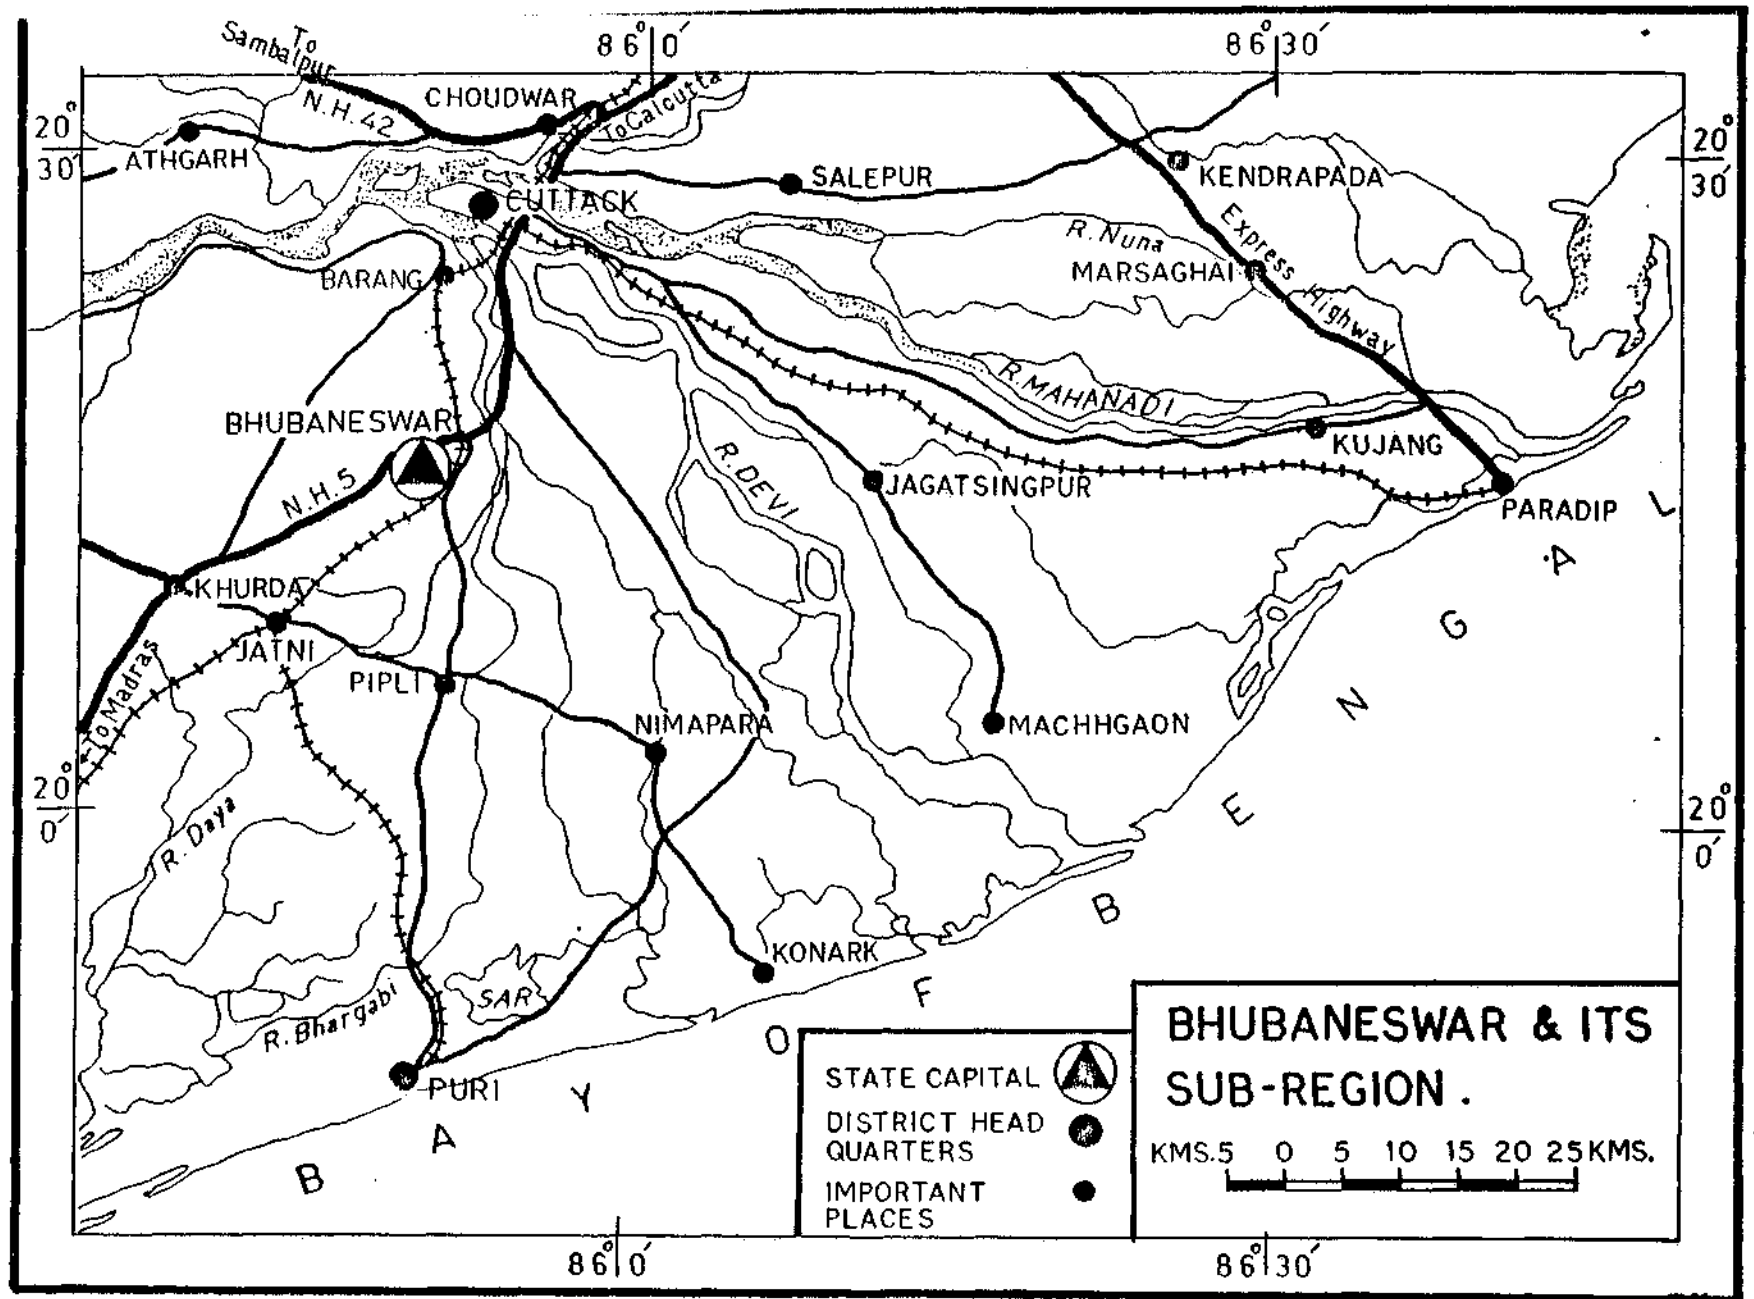 86°0′
86°30′
To
Sambalpur
N.H. 42
CHOUDWAR
To Calcutta
20°
30′
20°
30′
ATHGARH
SALEPUR
KENDRAPADA
CUTTACK
R. Nuna
Express Highway
MARSAGHAI
BARANG
R. MAHANADI
BHUBANESWAR
KUJANG
R. DEVI
N.H. 5
JAGATSINGPUR
PARADIP
KHURDA
JATNI
To Madras
PIPLI
NIMAPARA
MACHHGAON
20°
0′
20°
0′
R. Daya
KONARK
SAR
R. Bhargabi
PURI
BAY OF BENGAL
STATE CAPITAL
DISTRICT HEAD
QUARTERS
IMPORTANT
PLACES
BHUBANESWAR & ITS
SUB-REGION.
KMS. 5 0 5 10 15 20 25 KMS.
86°0′
86°30′